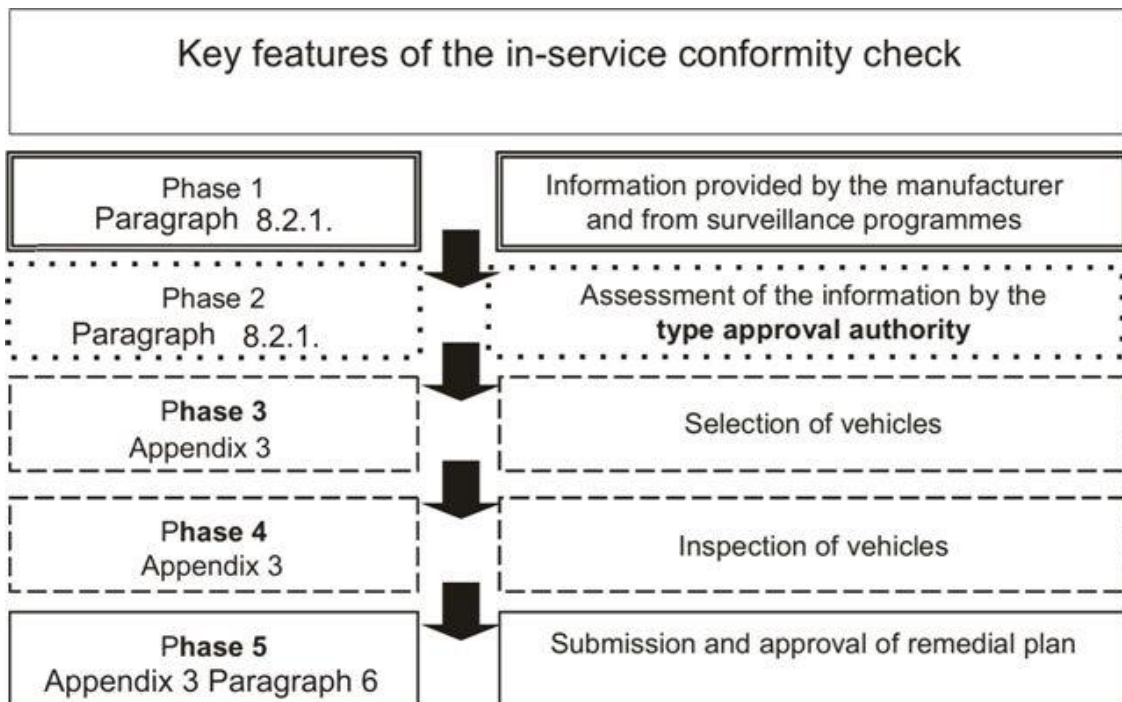 Key features of the in-service conformity check
Phase 1
Paragraph 8.2.1.
Information provided by the manufacturer
and from surveillance programmes
Phase 2
Paragraph 8.2.1.
Assessment of the information by the
type approval authority
Phase 3
Appendix 3
Selection of vehicles
Phase 4
Appendix 3
Inspection of vehicles
Phase 5
Appendix 3 Paragraph 6
Submission and approval of remedial plan